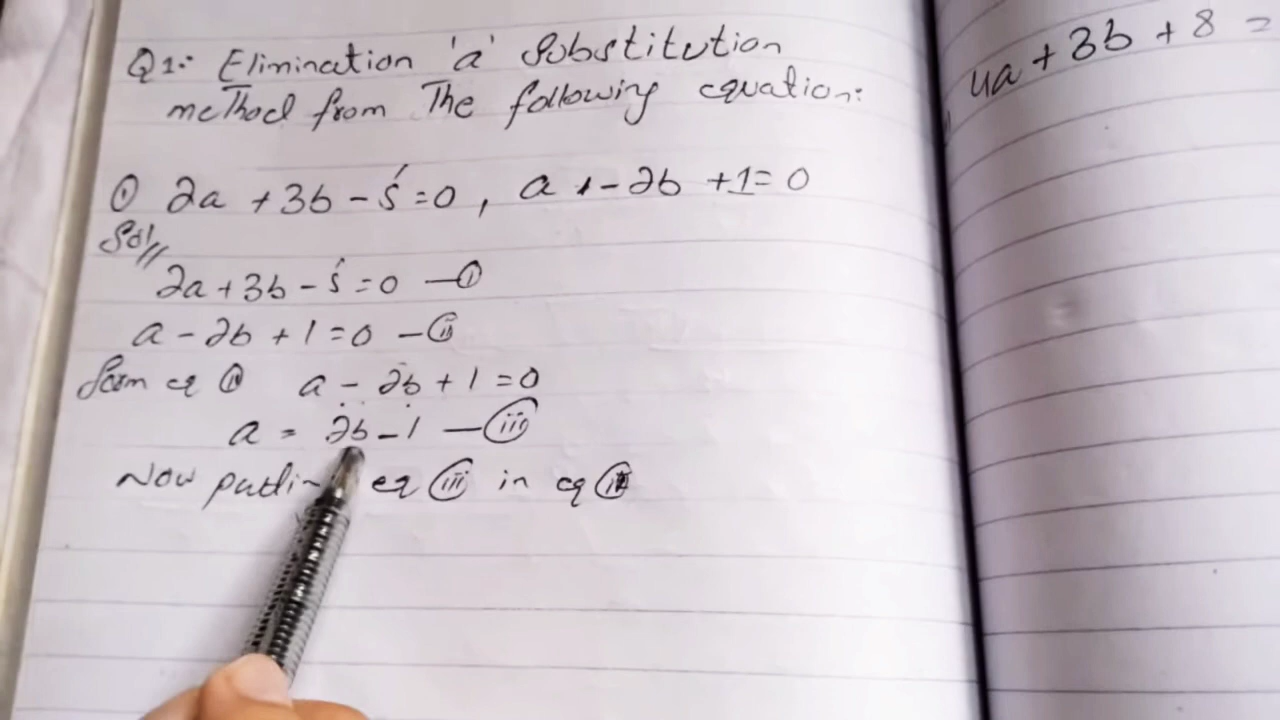 Q1:- Elimination 'a' Substitution
method from The following equation:
① 2a + 3b - 5 = 0 , a - 2b + 1 = 0
Sol//
2a + 3b - 5 = 0 —①
a - 2b + 1 = 0 —ⓘⓘ
form eq ⓘⓘ a - 2b + 1 = 0
a = 2b - 1 —ⓘⓘⓘ
Now eq ⓘⓘⓘ in eq
4a + 3b + 8 =